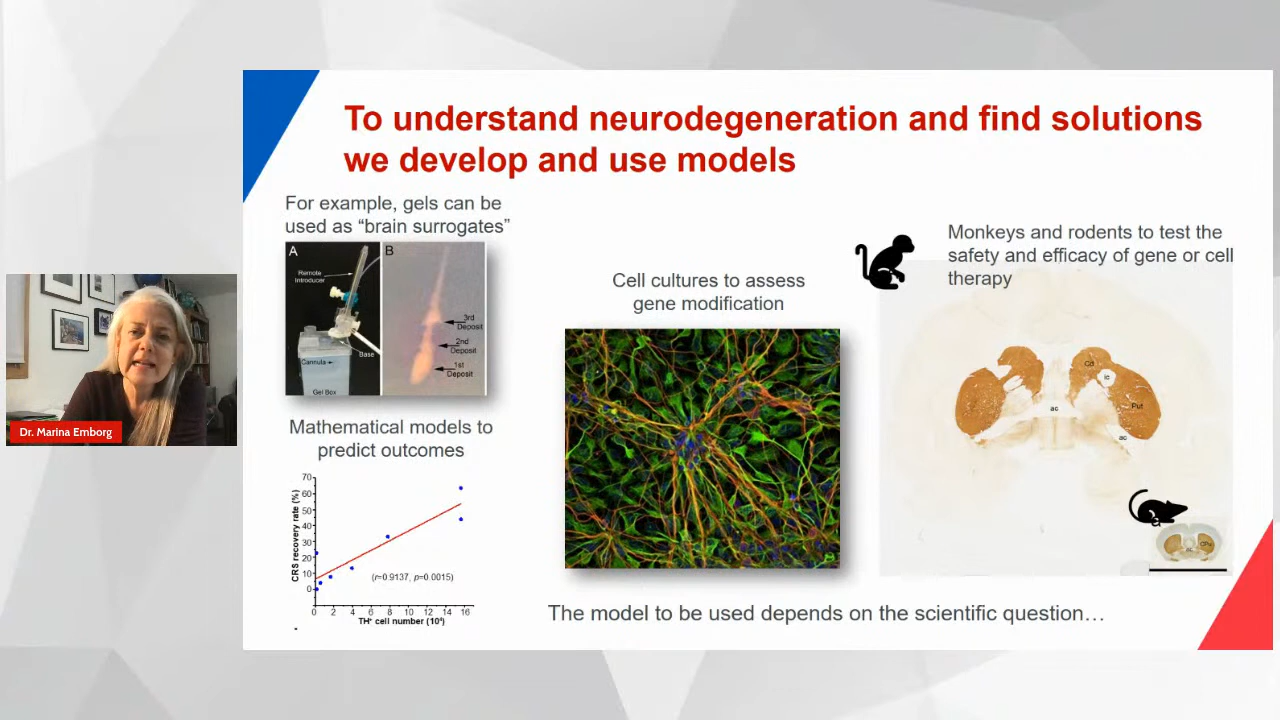 To understand neurodegeneration and find solutions
we develop and use models
For example, gels can be
used as “brain surrogates”
A
B
Remote
Introducer
Base
Cannula
Gel Box
3rd
Deposit
2nd
Deposit
1st
Deposit
Mathematical models to
predict outcomes
CRS recovery rate (%)
70
60
50
40
30
20
10
0
(r=0.9137, p=0.0015)
0 2 4 6 8 10 12 14 16
TH⁺ cell number (10⁴)
Cell cultures to assess
gene modification
Monkeys and rodents to test the
safety and efficacy of gene or cell
therapy
Cd
ic
Put
ac
ac
a
CPu
The model to be used depends on the scientific question…
Dr. Marina Emborg